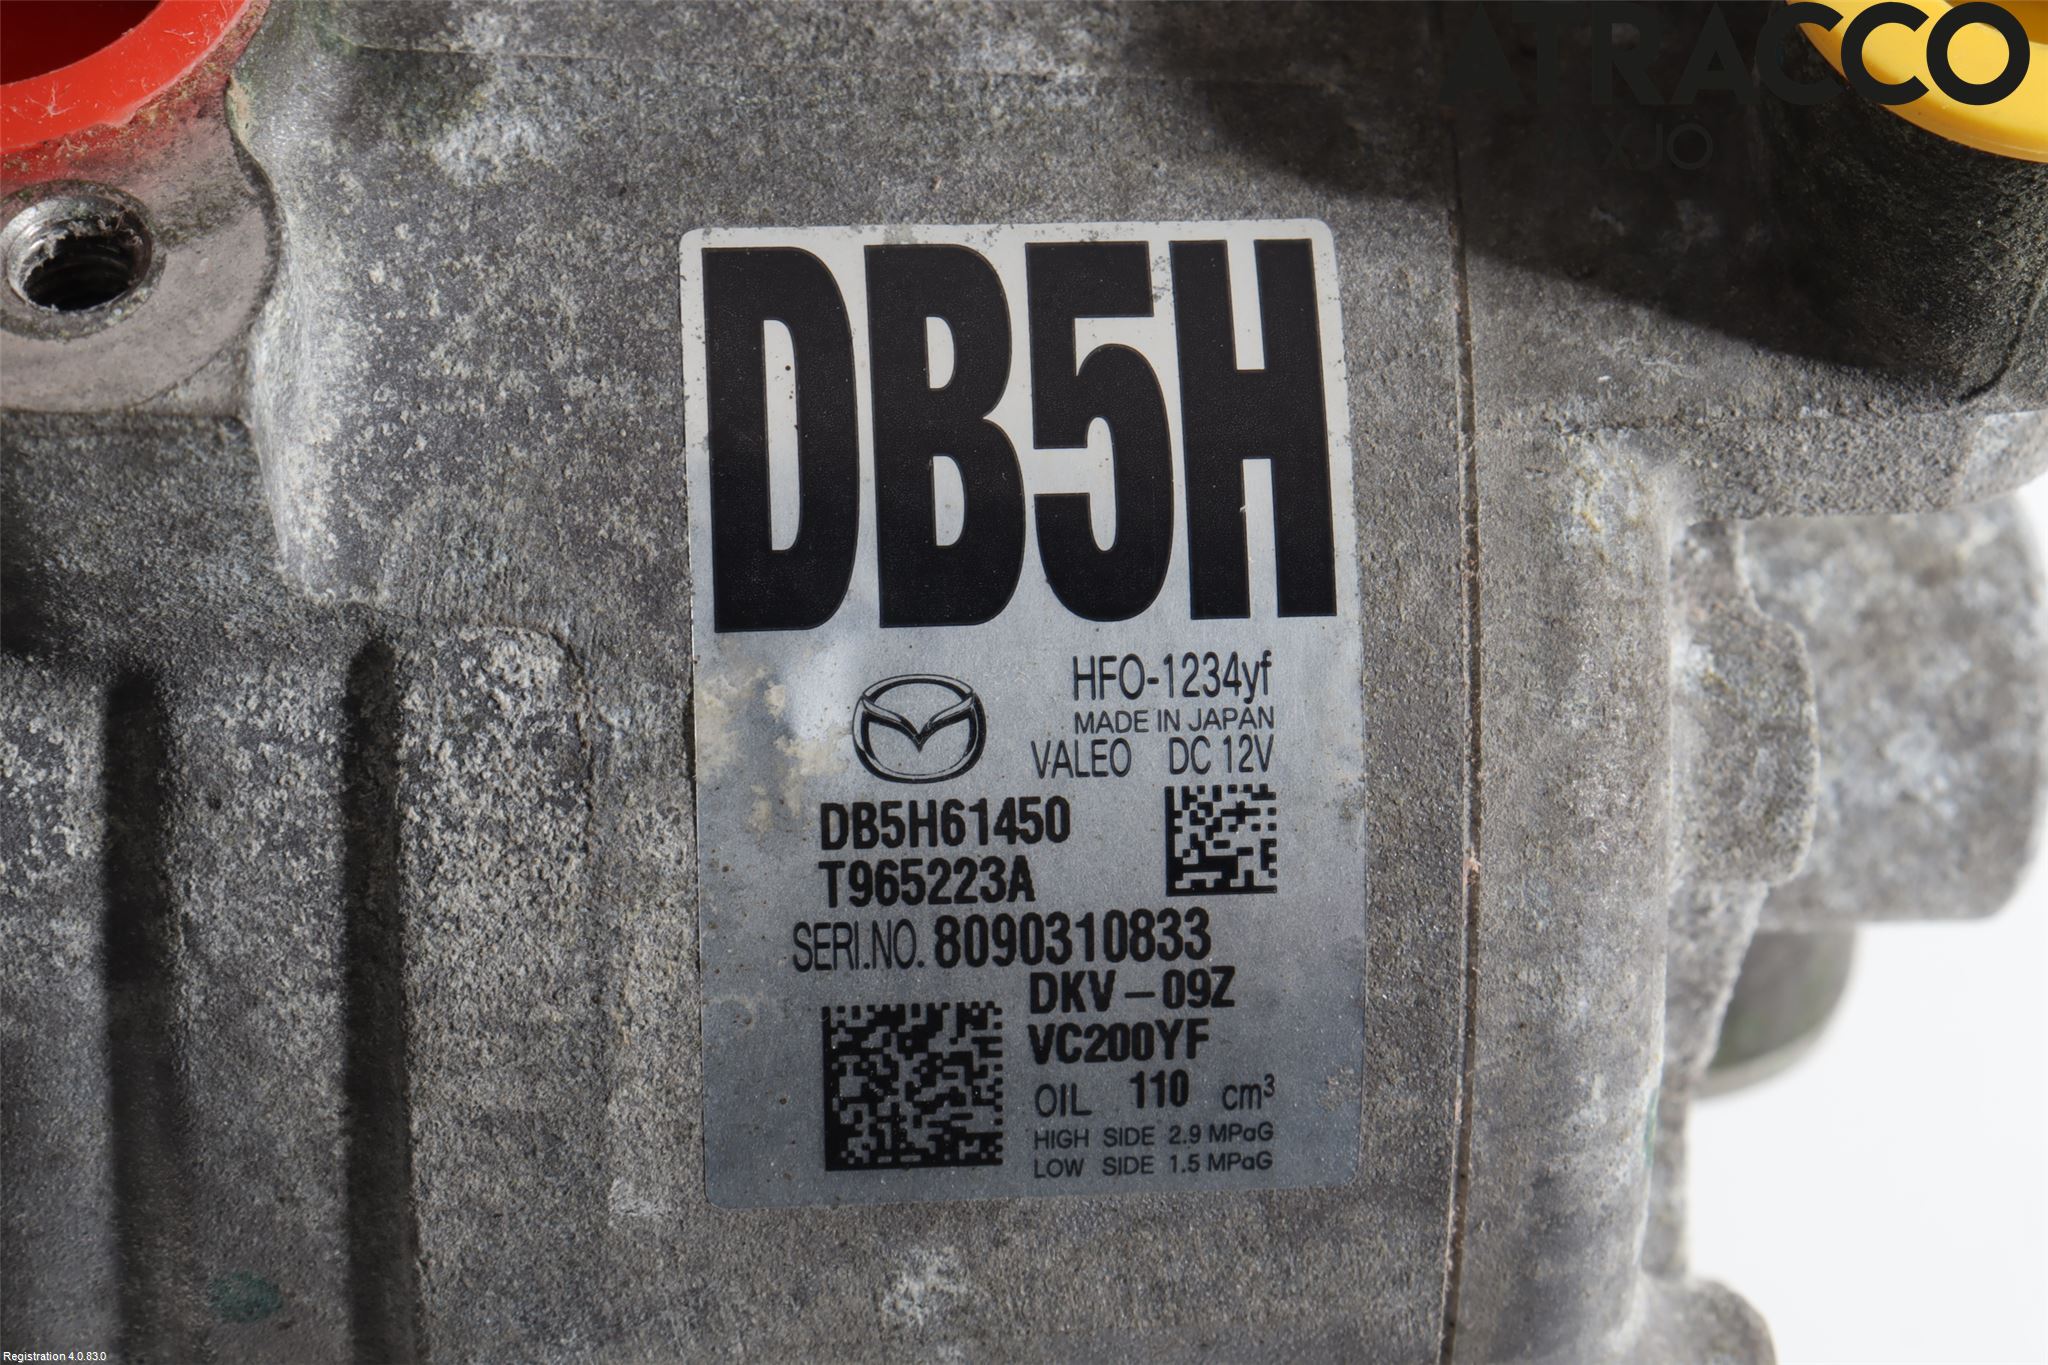 ATRACCO
DB5H
HFO-1234yf
MADE IN JAPAN
VALEO DC 12V
DB5H61450
T965223A
SERI.NO. 8090310833
DKV-09Z
VC200YF
OIL 110 cm³
HIGH SIDE 2.9 MPaG
LOW SIDE 1.5 MPaG
Registration 4.0.83.0